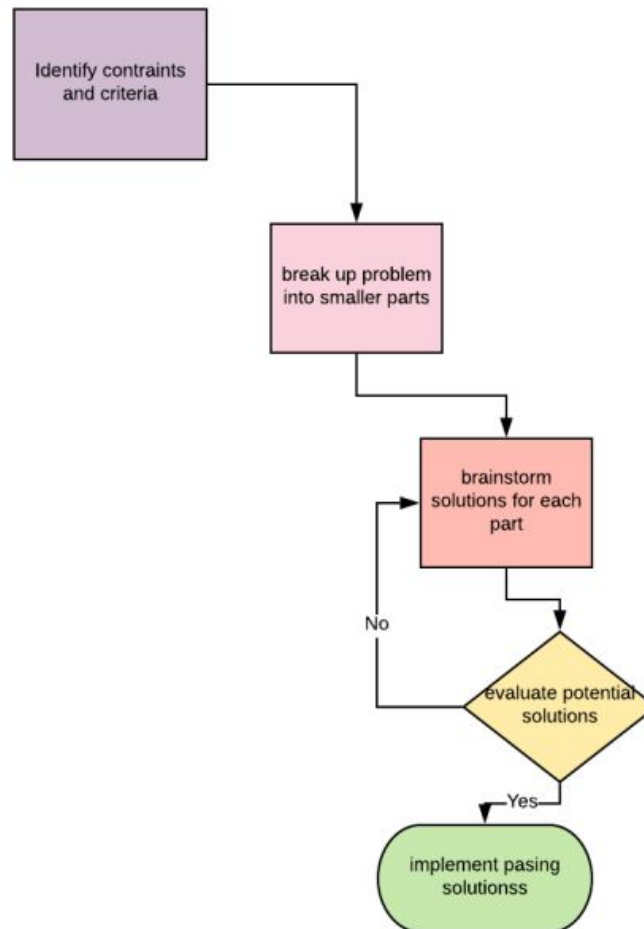 Identify contraints
and criteria
break up problem
into smaller parts
brainstorm
solutions for each
part
No
evaluate potential
solutions
Yes
implement pasing
solutionss